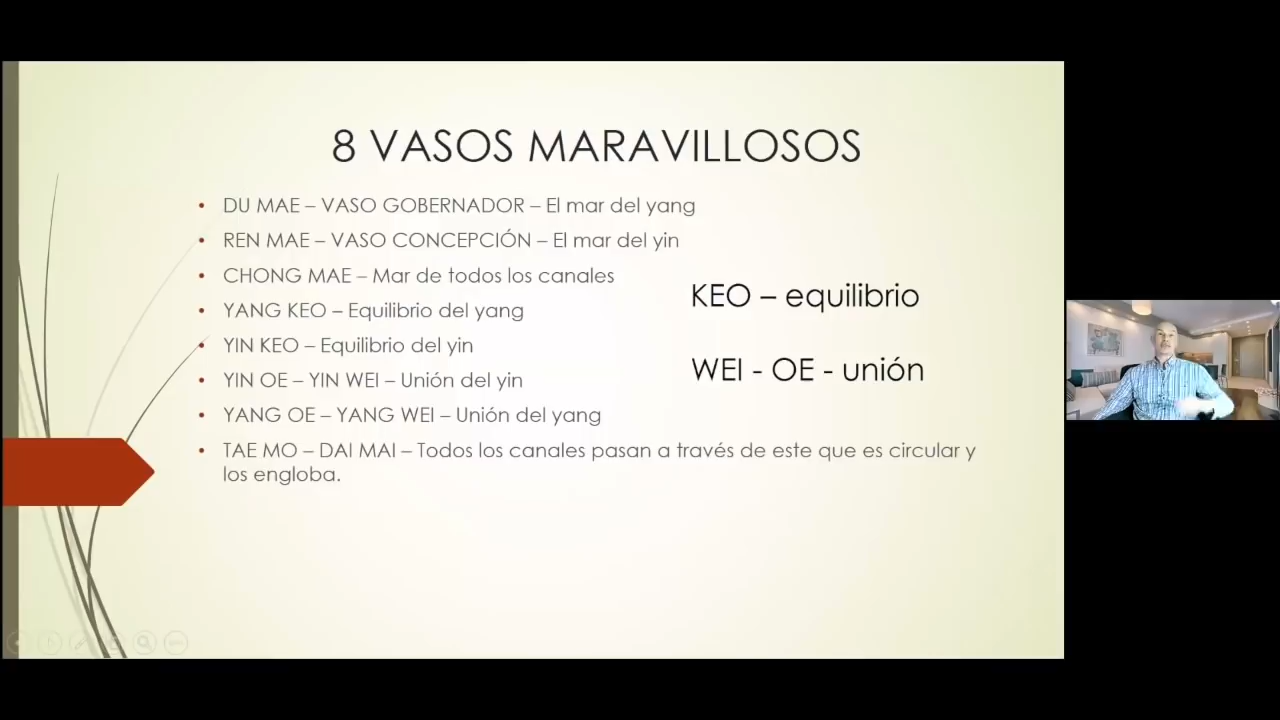 8 VASOS MARAVILLOSOS
DU MAE – VASO GOBERNADOR – El mar del yang
REN MAE – VASO CONCEPCIÓN – El mar del yin
CHONG MAE – Mar de todos los canales
YANG KEO – Equilibrio del yang
YIN KEO – Equilibrio del yin
YIN OE – YIN WEI – Unión del yin
YANG OE – YANG WEI – Unión del yang
TAE MO – DAI MAI – Todos los canales pasan a través de este que es circular y
los engloba.
KEO – equilibrio
WEI - OE - unión